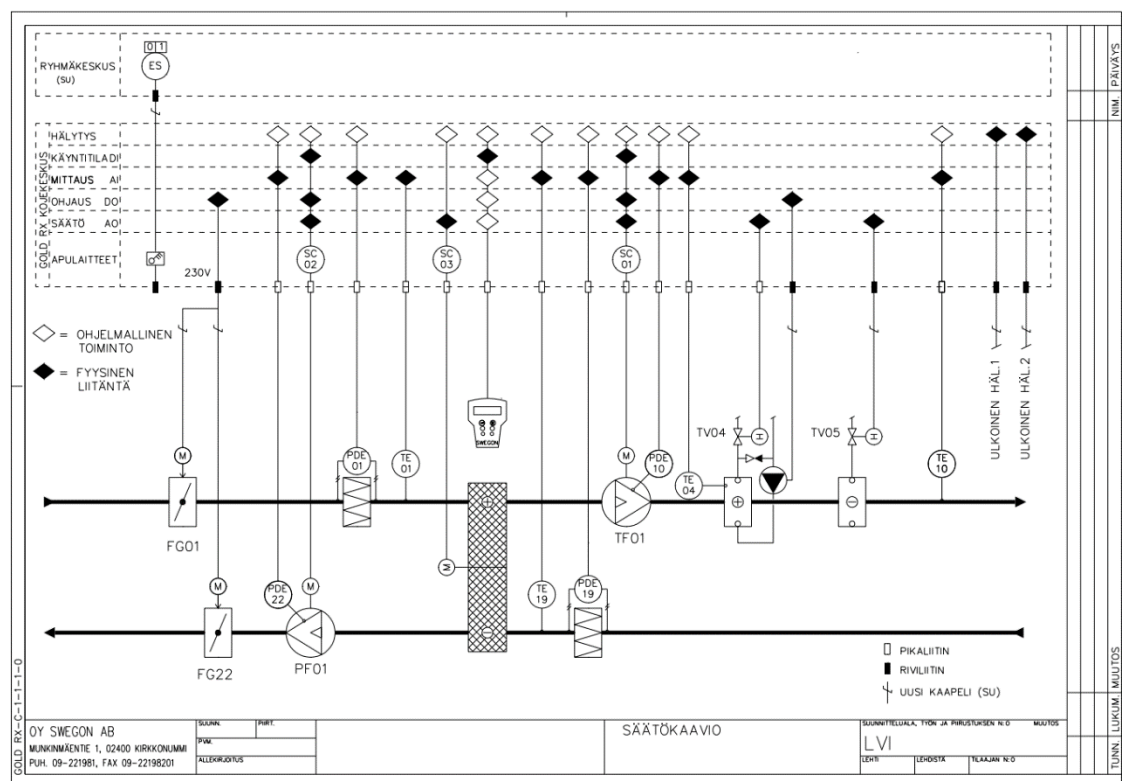 0 1
RYHMÄKESKUS
(SU)
ES
GOLD RX KOJEKESKUS
HÄLYTYS
KÄYNTITILADI
MITTAUS AI
OHJAUS DO
SÄÄTÖ AO
APULAITTEET
SC
02
SC
03
SC
01
230V
= OHJELMALLINEN
TOIMINTO
= FYYSINEN
LIITÄNTÄ
ULKOINEN HÄL.1
ULKOINEN HÄL.2
SWEGON
TV04
H
TV05
H
M
PDE
01
TE
01
M
PDE
10
TE
04
TE
10
FG01
TF01
M
M
PDE
22
M
TE
19
PDE
19
FG22
PF01
PIKALIITIN
RIVILIITIN
UUSI KAAPELI (SU)
GOLD RX-C-1-1-1-0
OY SWEGON AB
MUNKINMÄENTIE 1, 02400 KIRKKONUMMI
PUH. 09-221981, FAX 09-22198201
SUUNN.
PIIRT.
PVM.
ALLEKIRJOITUS
SÄÄTÖKAAVIO
SUUNNITTELUALA, TYÖN JA PIIRUSTUKSEN N:O MUUTOS
LVI
LEHTI
LEHDISTÄ
TILAAJAN N:O
TUNN. LUKUM. MUUTOS
NIM. PÄIVÄYS